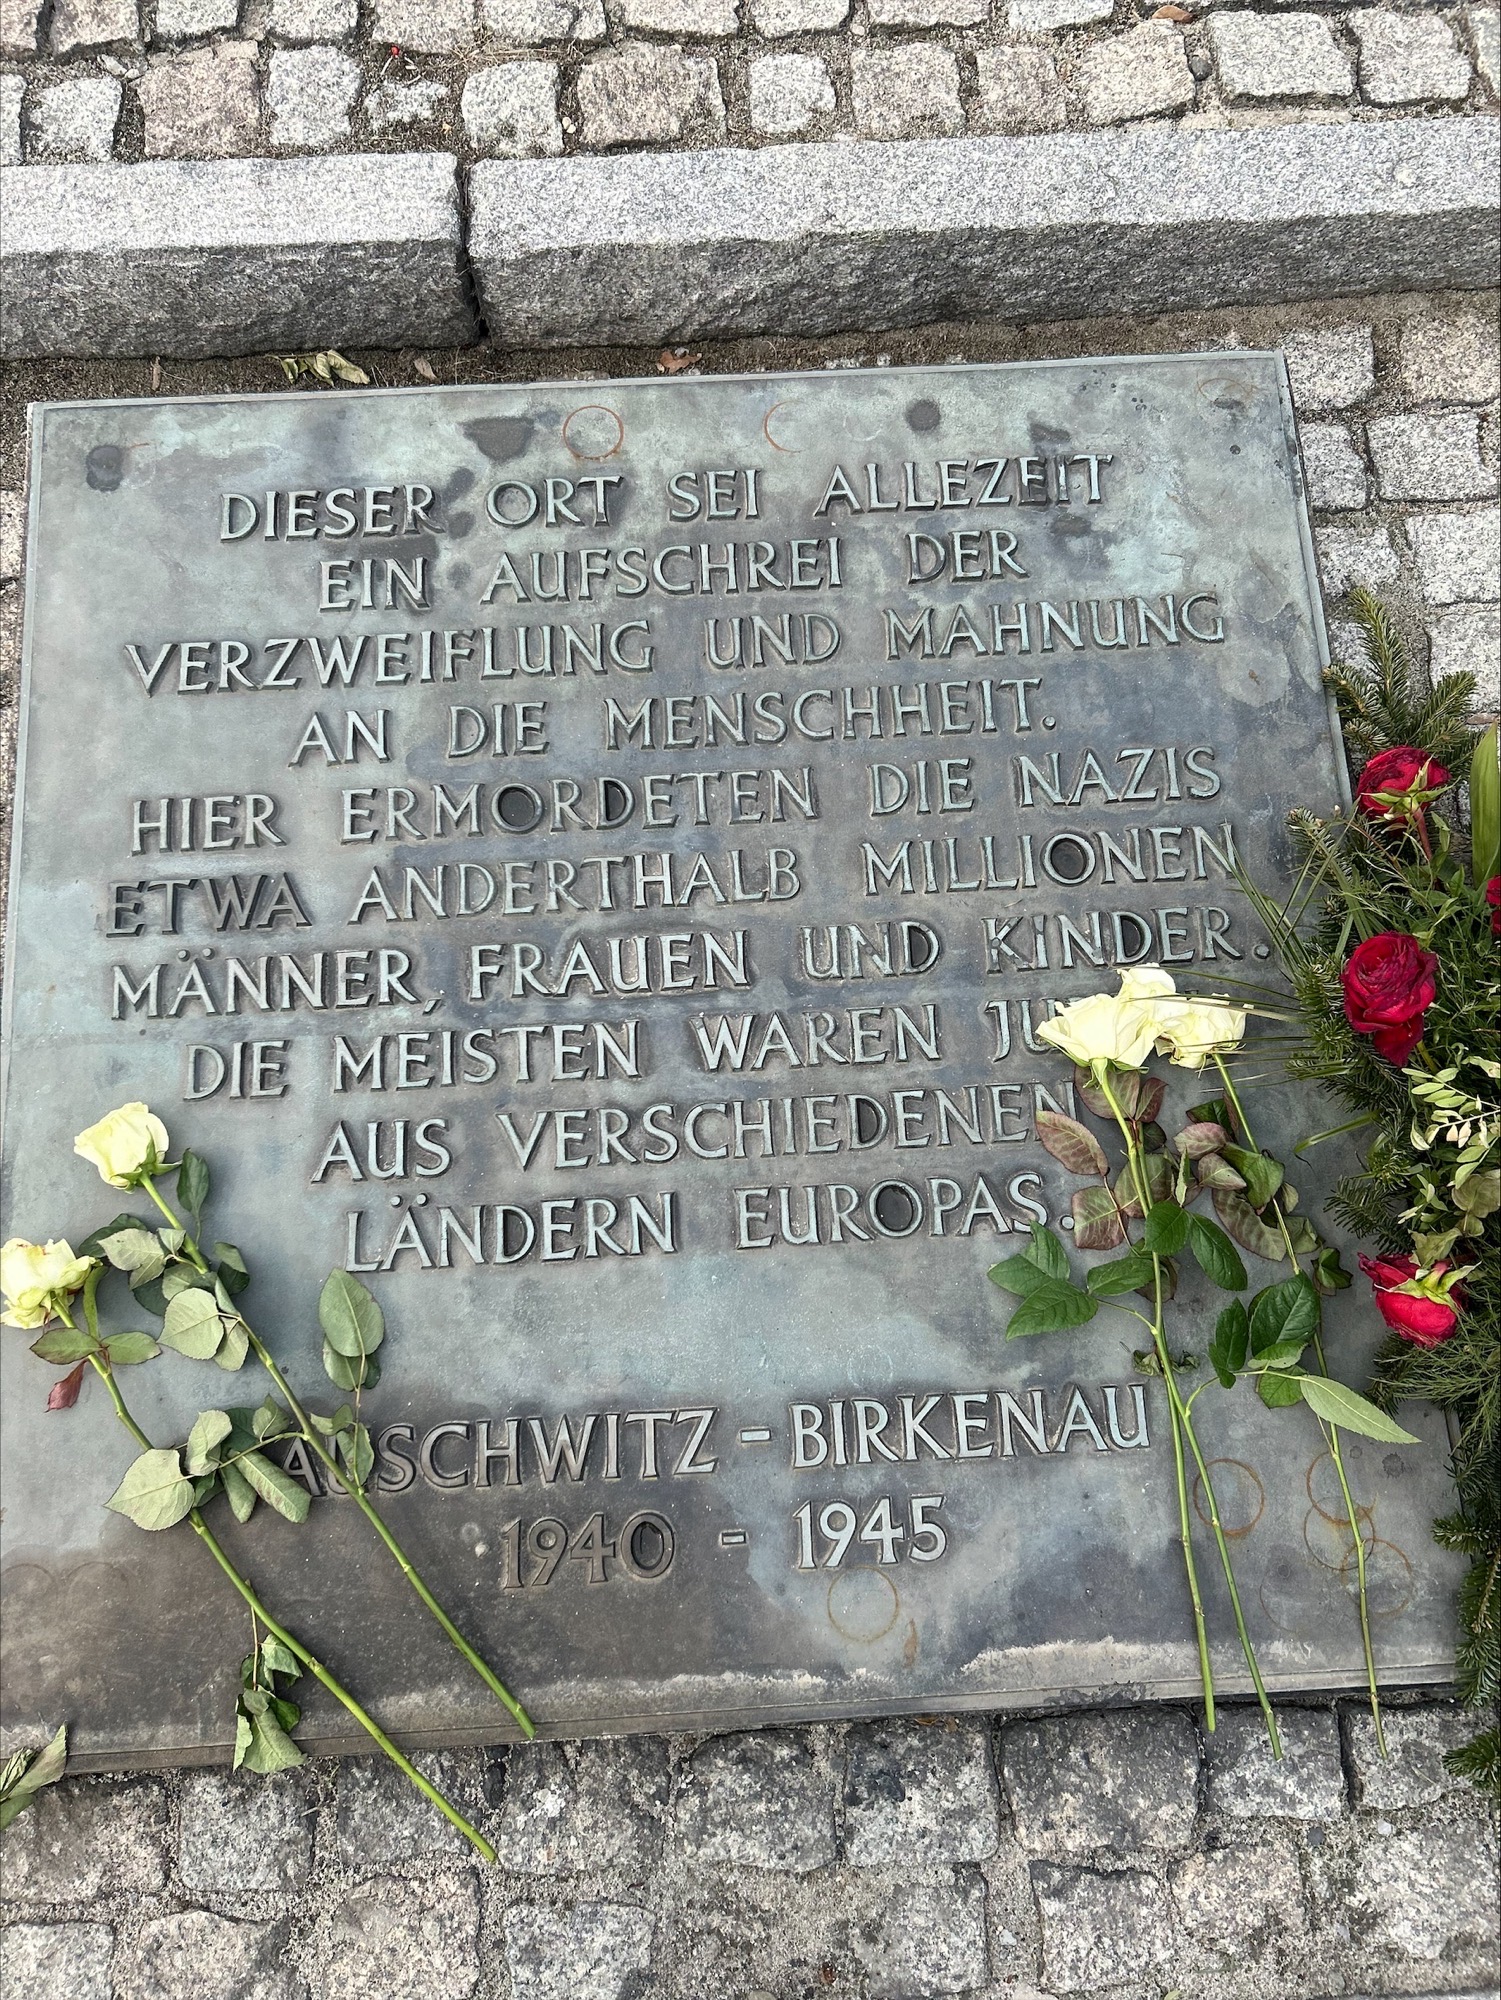 DIESER ORT SEI ALLEZEIT
EIN AUFSCHREI DER
VERZWEIFLUNG UND MAHNUNG
AN DIE MENSCHHEIT.
HIER ERMORDETEN DIE NAZIS
ETWA ANDERTHALB MILLIONEN
MÄNNER, FRAUEN UND KINDER.
DIE MEISTEN WAREN
AUS VERSCHIEDENEN
LÄNDERN EUROPAS.
AUSCHWITZ - BIRKENAU
1940 - 1945